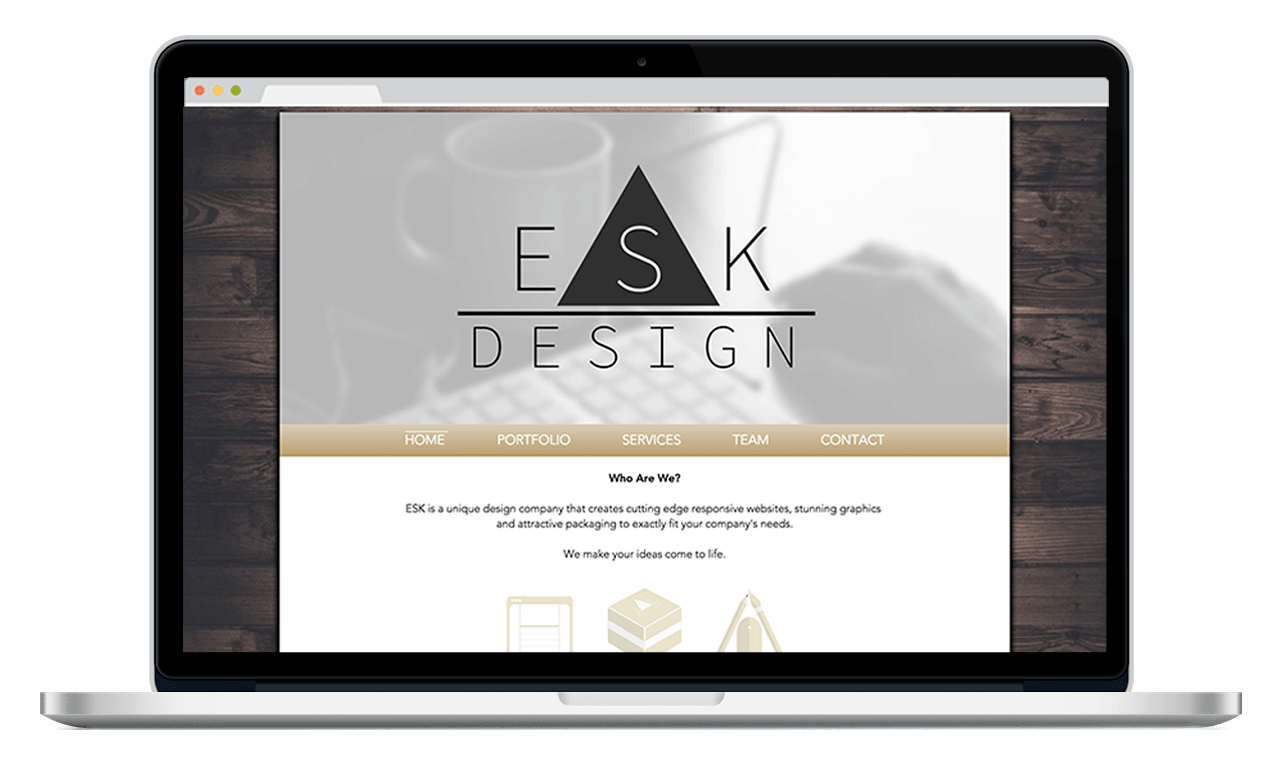 ESK
DESIGN
HOME PORTFOLIO SERVICES TEAM CONTACT
Who Are We?
ESK is a unique design company that creates cutting edge responsive websites, stunning graphics
and attractive packaging to exactly fit your company's needs.
We make your ideas come to life.